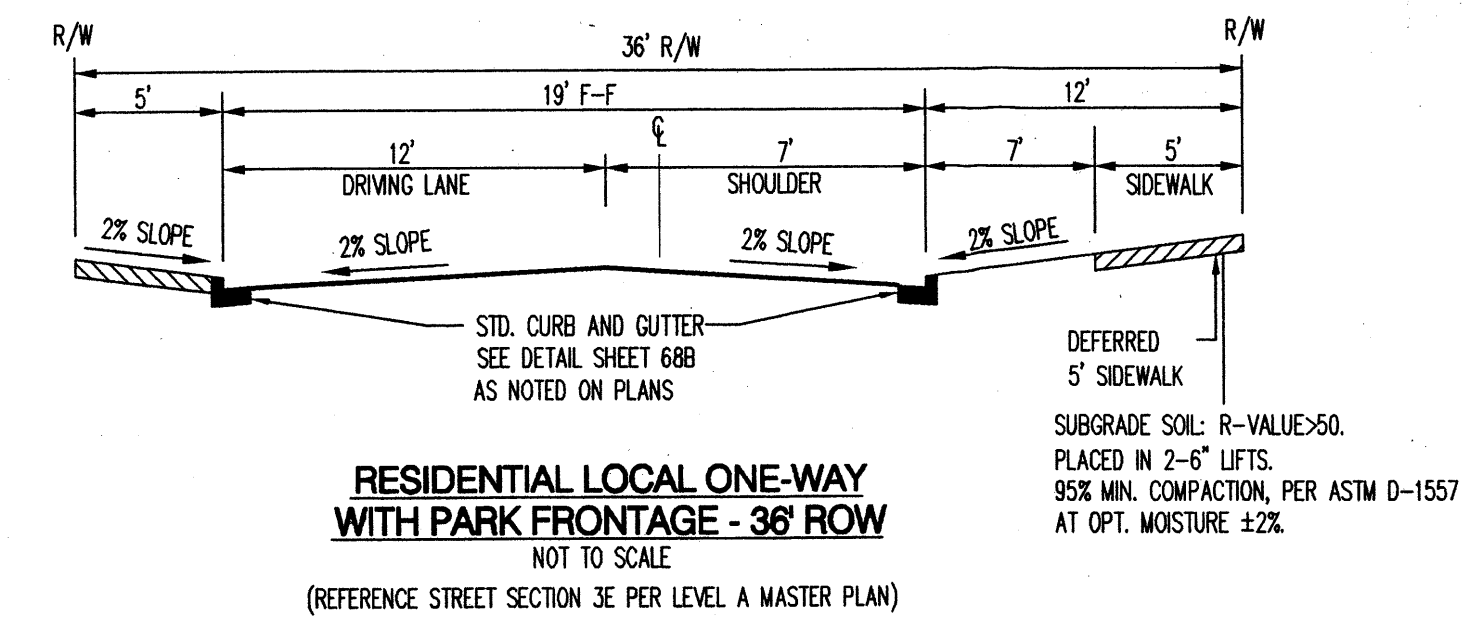 R/W
R/W
36' R/W
5'
19' F-F
12'
℄
12'
7'
7'
5'
DRIVING LANE
SHOULDER
SIDEWALK
2% SLOPE
2% SLOPE
2% SLOPE
2% SLOPE
STD. CURB AND GUTTER
SEE DETAIL SHEET 68B
AS NOTED ON PLANS
DEFERRED
5' SIDEWALK
SUBGRADE SOIL: R-VALUE>50.
PLACED IN 2-6" LIFTS.
95% MIN. COMPACTION, PER ASTM D-1557
AT OPT. MOISTURE ±2%.
RESIDENTIAL LOCAL ONE-WAY
WITH PARK FRONTAGE - 36' ROW
NOT TO SCALE
(REFERENCE STREET SECTION 3E PER LEVEL A MASTER PLAN)